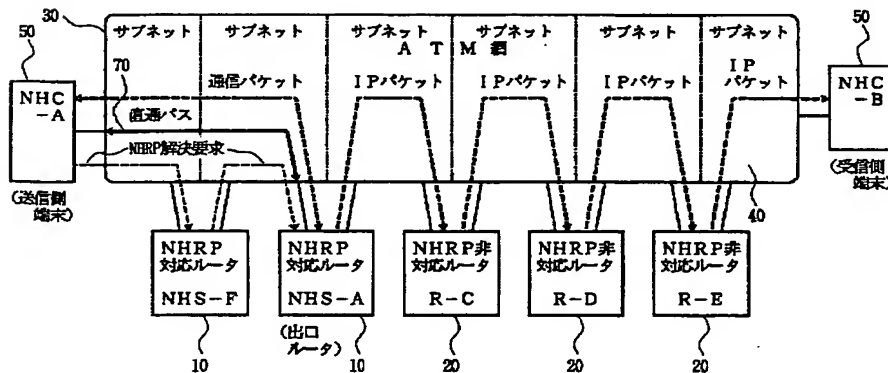 30
50
サブネット サブネット サブネット サブネット サブネット サブネット
ATM網
50
70
NHC
-A
通信パケット
IPパケット IPパケット IPパケット
IP
パケット
NHC
-B
直通パス
NHRP解決要求
(送信側
端末)
(受信側
端末)
40
NHRP
対応ルータ
NHS-F
NHRP
対応ルータ
NHS-A
NHRP非
対応ルータ
R-C
NHRP非
対応ルータ
R-D
NHRP非
対応ルータ
R-E
(出口
ルータ)
10
10
20
20
20